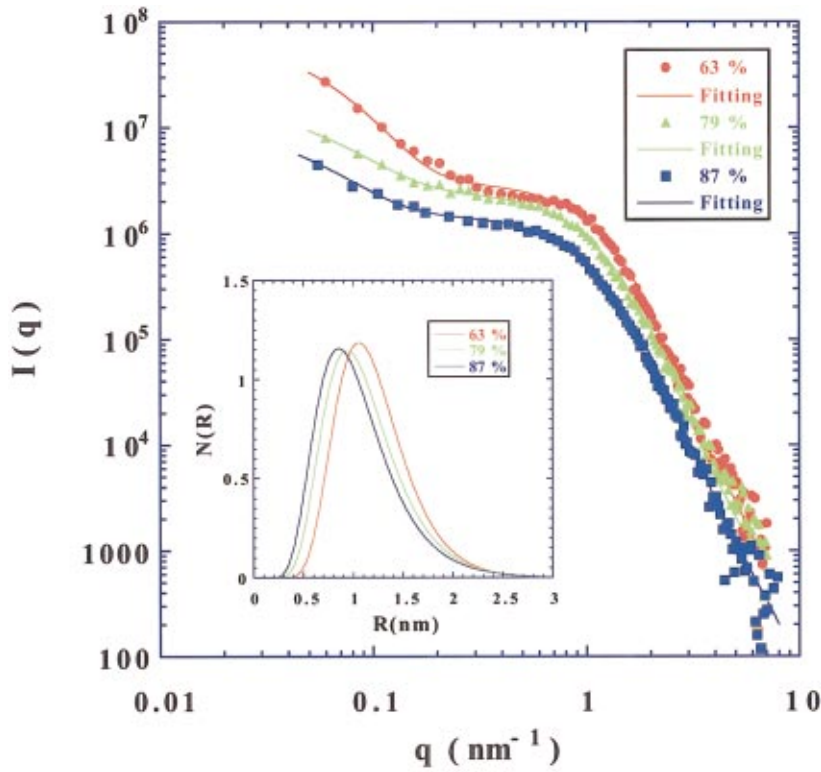 10^8
10^7
10^6
10^5
10^4
1000
100
I(q)
63 %
Fitting
79 %
Fitting
87 %
Fitting
1.5
1
0.5
0
N(R)
63 %
79 %
87 %
0 0.5 1 1.5 2 2.5 3
R(nm)
0.01 0.1 1 10
q ( nm^-1 )